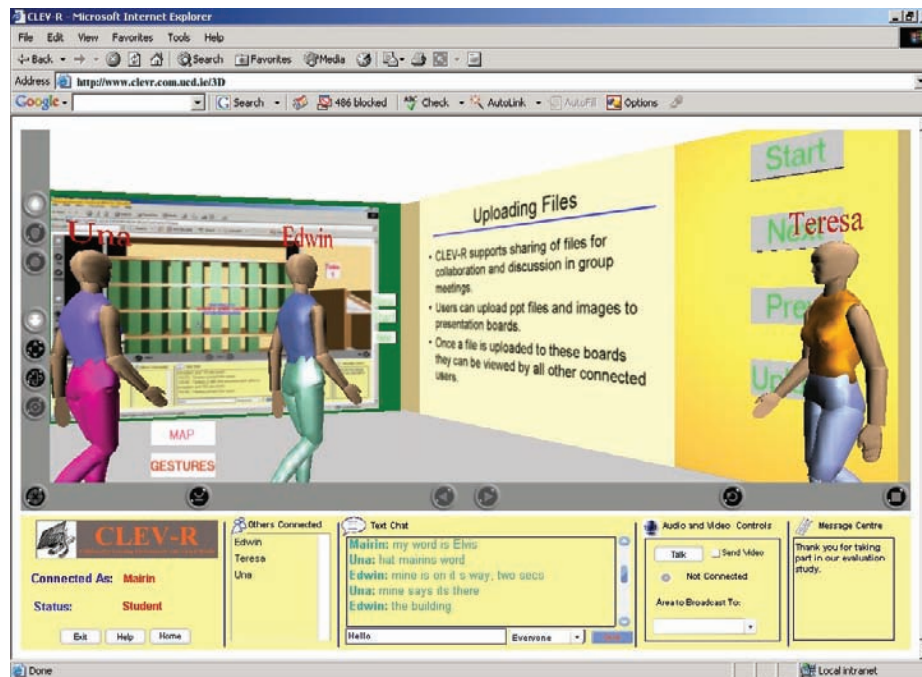 CLEV-R - Microsoft Internet Explorer
File Edit View Favorites Tools Help
Back Search Favorites Media
Address http://www.clevr.com.ucd.ie/3D
Google Search 486 blocked ABC Check AutoLink AutoFill Options
Start
Next
Una Edwin Teresa
Uploading Files
• CLEV-R supports sharing of files for
collaboration and discussion in group
meetings.
• Users can upload ppt files and images to
presentation boards.
• Once a file is uploaded to these boards
they can be viewed by all other connected
users.
MAP
GESTURES
CLEV-R
Connected As: Mairin
Status: Student
Exit Help Home
Others Connected
Edwin
Teresa
Una
Text Chat
Mairin: my word is Elvis
Una: hat mairins word
Edwin: mine is on it s way, two secs
Una: mine says its there
Edwin: the building
Hello Everyone
Audio and Video Controls
Talk Send Video
Not Connected
Area to Broadcast To:
Message Centre
Thank you for taking
part in our evaluation
study.
Done Local intranet